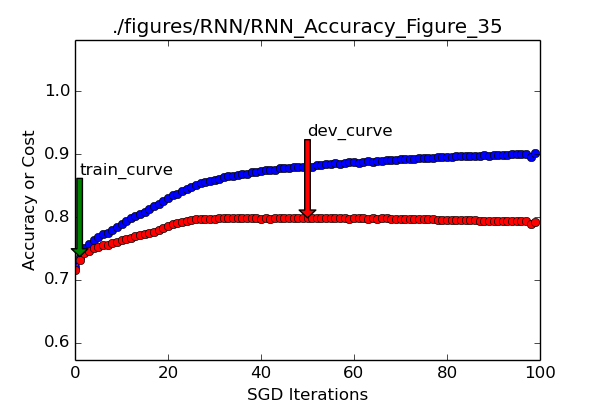 ./figures/RNN/RNN_Accuracy_Figure_35
1.0
0.9
0.8
0.7
0.6
Accuracy or Cost
train_curve
dev_curve
0 20 40 60 80 100
SGD Iterations